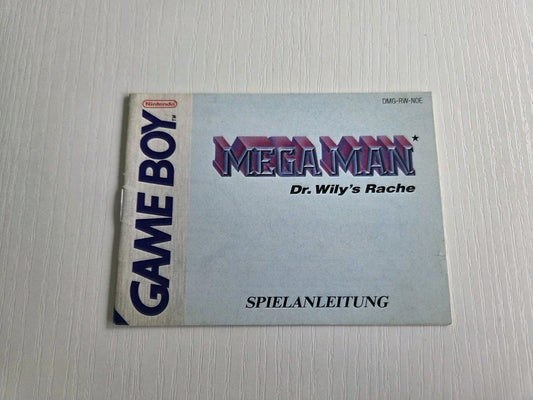 Nintendo
GAME BOY
TM
DMG-RW-NOE
MEGA MAN*
Dr. Wily's Rache
SPIELANLEITUNG